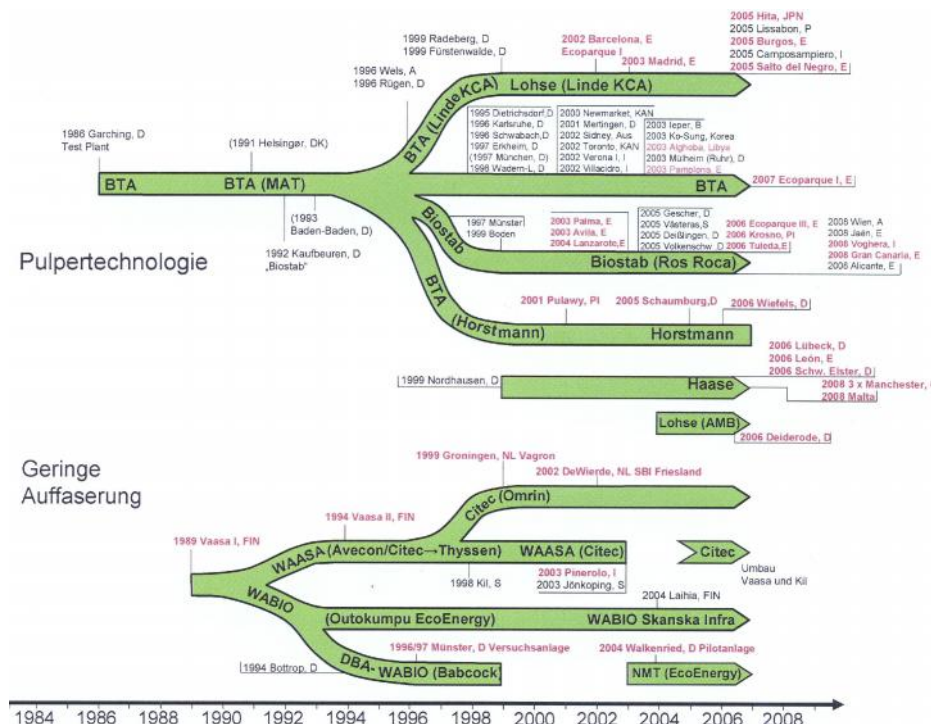 2005 Hita, JPN
2005 Lissabon, P
2005 Burgos, E
2005 Camposampiero, I
2005 Salto del Negro, E
1999 Radeberg, D
1999 Fürstenwalde, D
2002 Barcelona, E
Ecoparque I
2003 Madrid, E
1996 Wels, A
1996 Rügen, D
BTA (Linde KCA)
Lohse (Linde KCA)
1986 Garching, D
Test Plant
(1991 Helsingør, DK)
1995 Dietrichsdorf, D
1996 Karlsruhe, D
1996 Schwabach, D
1997 Erkheim, D
(1997 München, D)
1998 Wadern-L, D
2000 Newmarket, KAN
2001 Mertingen, D
2002 Sidney, Aus
2002 Toronto, KAN
2002 Verona I, I
2002 Villacidro, I
2003 Ieper, B
2003 Ko-Sung, Korea
2003 Alghoba, Libya
2003 Mülheim (Ruhr), D
2003 Pamplona, E
BTA
BTA (MAT)
BTA
2007 Ecoparque I, E
(1993
Baden-Baden, D)
1992 Kaufbeuren, D
„Biostab"
Pulpertechnologie
Biostab
1997 Münster
1999 Boden
2003 Palma, E
2003 Avila, E
2004 Lanzarote, E
2005 Gescher, D
2005 Västeras, S
2005 Deißlingen, D
2005 Volkenschw. D
2006 Ecoparque III, E
2006 Krosno, Pl
2006 Tuleda, E
2008 Wien, A
2008 Jaén, E
2008 Voghera, I
2008 Gran Canaria, E
2008 Alicante, E
Biostab (Ros Roca)
BTA (Horstmann)
2001 Pulawy, Pl
2005 Schaumburg, D
2006 Wiefels, D
Horstmann
2006 Lübeck, D
2006 León, E
2006 Schw. Elster, D
1999 Nordhausen, D
Haase
2008 3 x Manchester,
2008 Malta
Lohse (AMB)
2006 Deiderode, D
Geringe
Auffaserung
1999 Groningen, NL Vagron
2002 DeWierde, NL SBI Friesland
Citec (Omrin)
1989 Vaasa I, FIN
1994 Vaasa II, FIN
WAASA (Avecon/Citec→Thyssen)
WAASA (Citec)
Citec
1998 Kil, S
2003 Pinerolo, I
2003 Jönkoping, S
Umbau
Vaasa und Kil
WABIO
(Outokumpu EcoEnergy)
2004 Laihia, FIN
WABIO Skanska Infra
1994 Bottrop, D
DBA-WABIO (Babcock)
1996/97 Münster, D Versuchsanlage
2004 Walkenried, D Pilotanlage
NMT (EcoEnergy)
1984 1986 1988 1990 1992 1994 1996 1998 2000 2002 2004 2006 2008